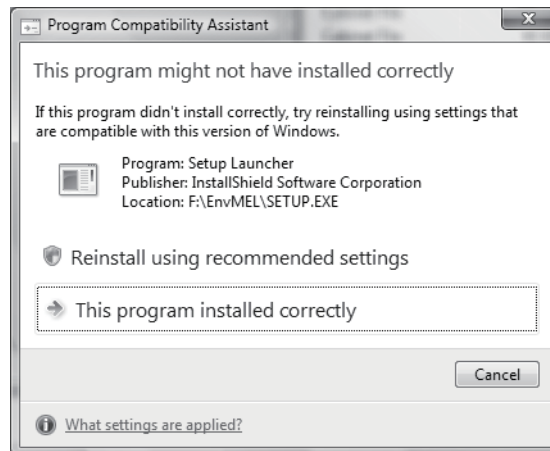 Program Compatibility Assistant
This program might not have installed correctly
If this program didn't install correctly, try reinstalling using settings that
are compatible with this version of Windows.
Program: Setup Launcher
Publisher: InstallShield Software Corporation
Location: F:\EnvMEL\SETUP.EXE
Reinstall using recommended settings
This program installed correctly
Cancel
What settings are applied?